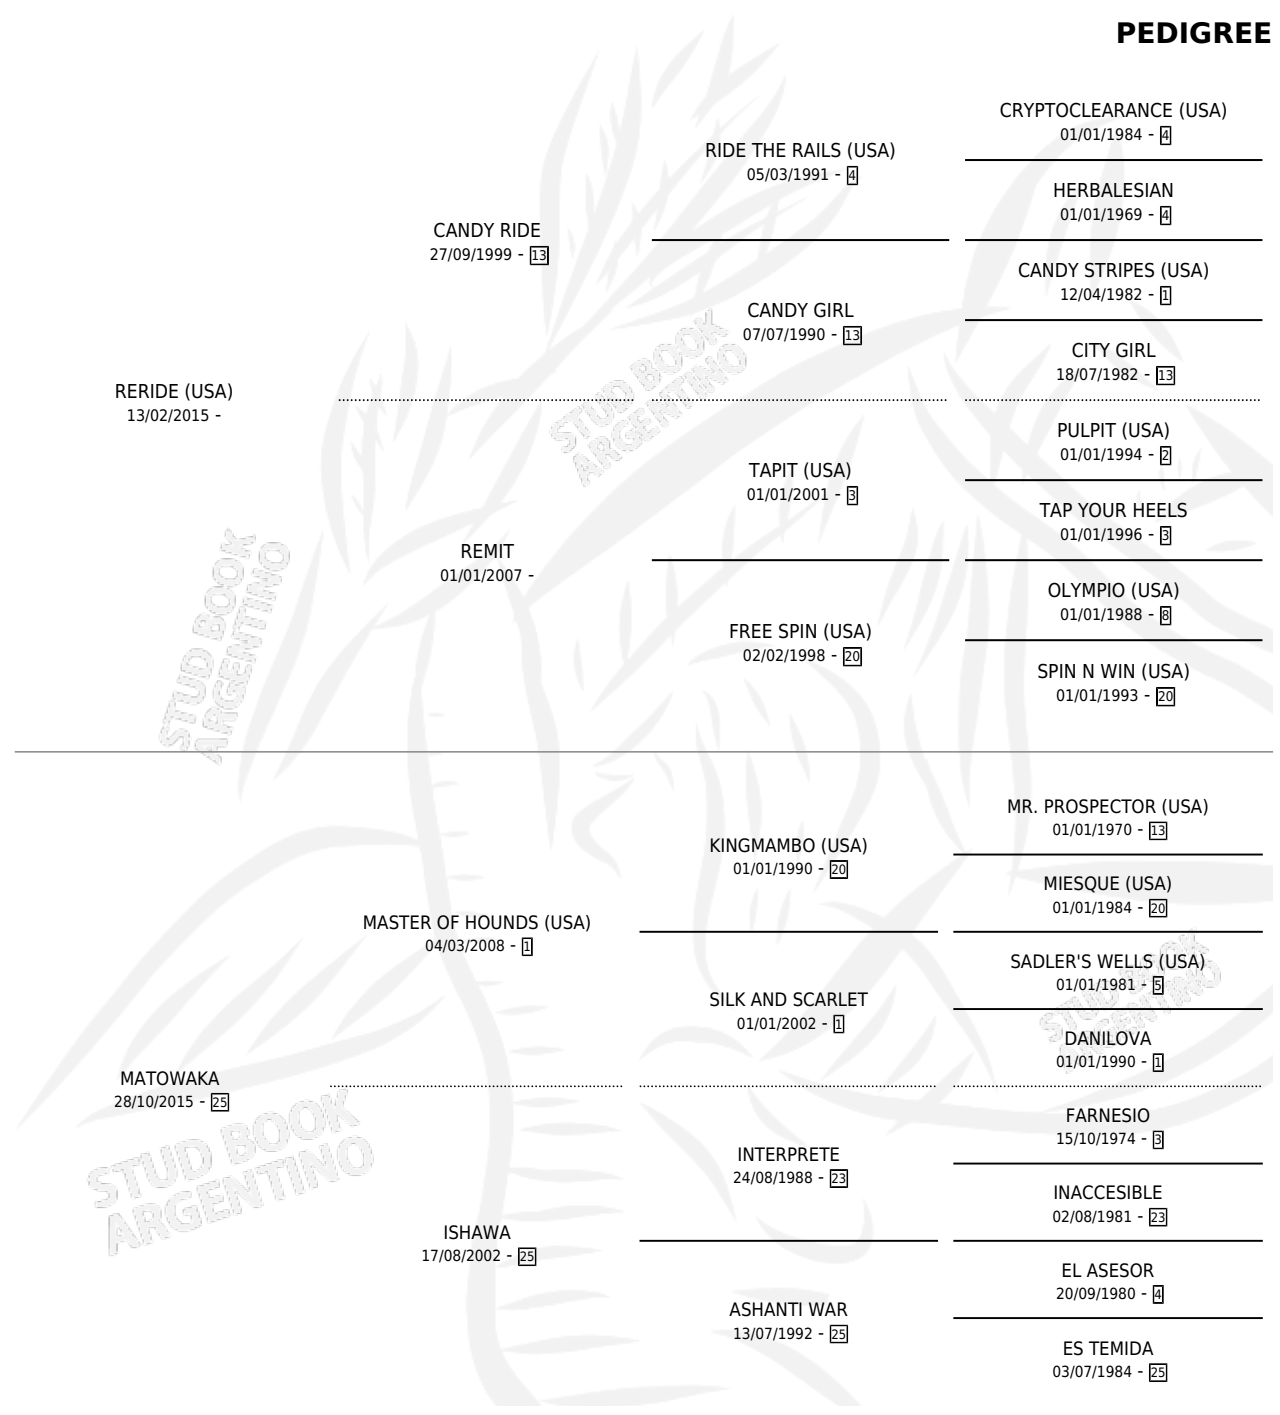 PEDIGREE
CRYPTOCLEARANCE (USA)
01/01/1984 - 4
RIDE THE RAILS (USA)
05/03/1991 - 4
HERBALESIAN
01/01/1969 - 4
CANDY RIDE
27/09/1999 - 13
CANDY STRIPES (USA)
12/04/1982 - 1
CANDY GIRL
07/07/1990 - 13
CITY GIRL
18/07/1982 - 13
RERIDE (USA)
13/02/2015 -
PULPIT (USA)
01/01/1994 - 2
TAPIT (USA)
01/01/2001 - 3
TAP YOUR HEELS
01/01/1996 - 3
REMIT
01/01/2007 -
OLYMPIO (USA)
01/01/1988 - 8
FREE SPIN (USA)
02/02/1998 - 20
SPIN N WIN (USA)
01/01/1993 - 20
MR. PROSPECTOR (USA)
01/01/1970 - 13
KINGMAMBO (USA)
01/01/1990 - 20
MIESQUE (USA)
01/01/1984 - 20
MASTER OF HOUNDS (USA)
04/03/2008 - 1
SADLER'S WELLS (USA)
01/01/1981 - 5
SILK AND SCARLET
01/01/2002 - 1
DANILOVA
01/01/1990 - 1
MATOWAKA
28/10/2015 - 25
FARNESIO
15/10/1974 - 3
INTERPRETE
24/08/1988 - 23
INACCESIBLE
02/08/1981 - 23
ISHAWA
17/08/2002 - 25
EL ASESOR
20/09/1980 - 4
ASHANTI WAR
13/07/1992 - 25
ES TEMIDA
03/07/1984 - 25
STUD BOOK
ARGENTINO
STUD BOOK
ARGENTINO
STUD BOOK
ARGENTINO
STUD BOOK
ARGENTINO